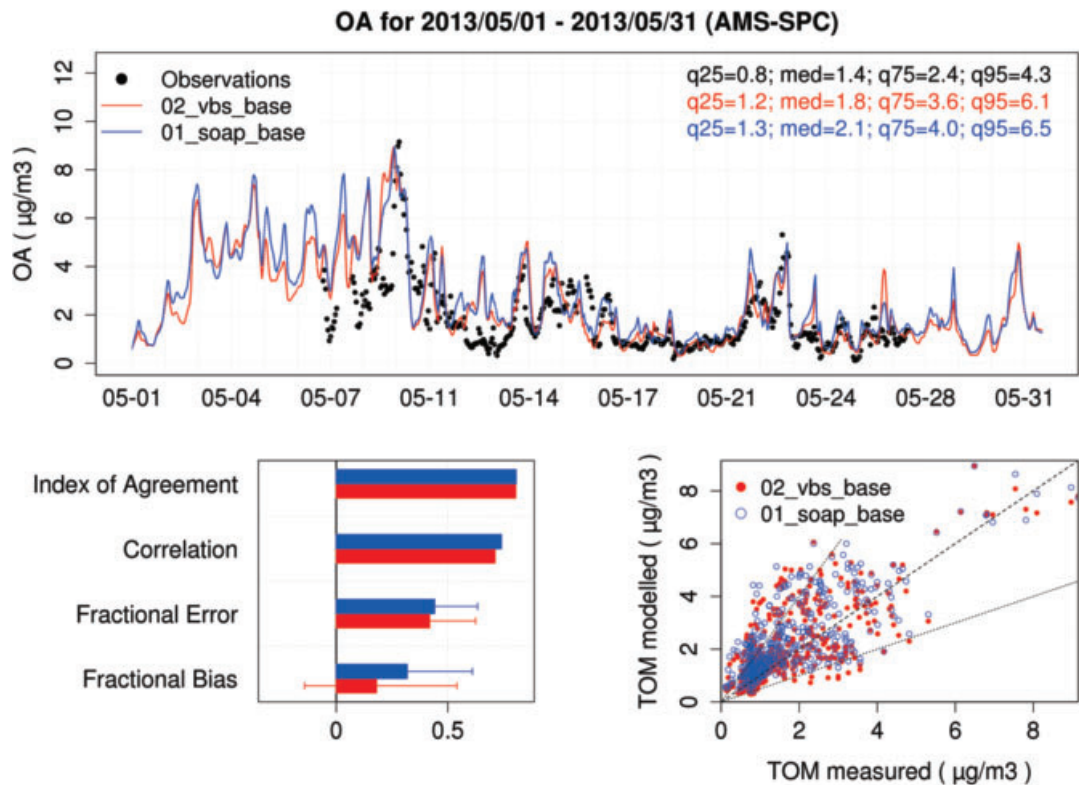 OA for 2013/05/01 - 2013/05/31 (AMS-SPC)
OA ( µg/m3 )
12
10
8
6
4
2
0
Observations
02_vbs_base
01_soap_base
q25=0.8; med=1.4; q75=2.4; q95=4.3
q25=1.2; med=1.8; q75=3.6; q95=6.1
q25=1.3; med=2.1; q75=4.0; q95=6.5
05-01 05-04 05-07 05-11 05-14 05-17 05-21 05-24 05-28 05-31
Index of Agreement
Correlation
Fractional Error
Fractional Bias
0 0.5
TOM modelled ( µg/m3 )
8
6
4
2
0
02_vbs_base
01_soap_base
0 2 4 6 8
TOM measured ( µg/m3 )